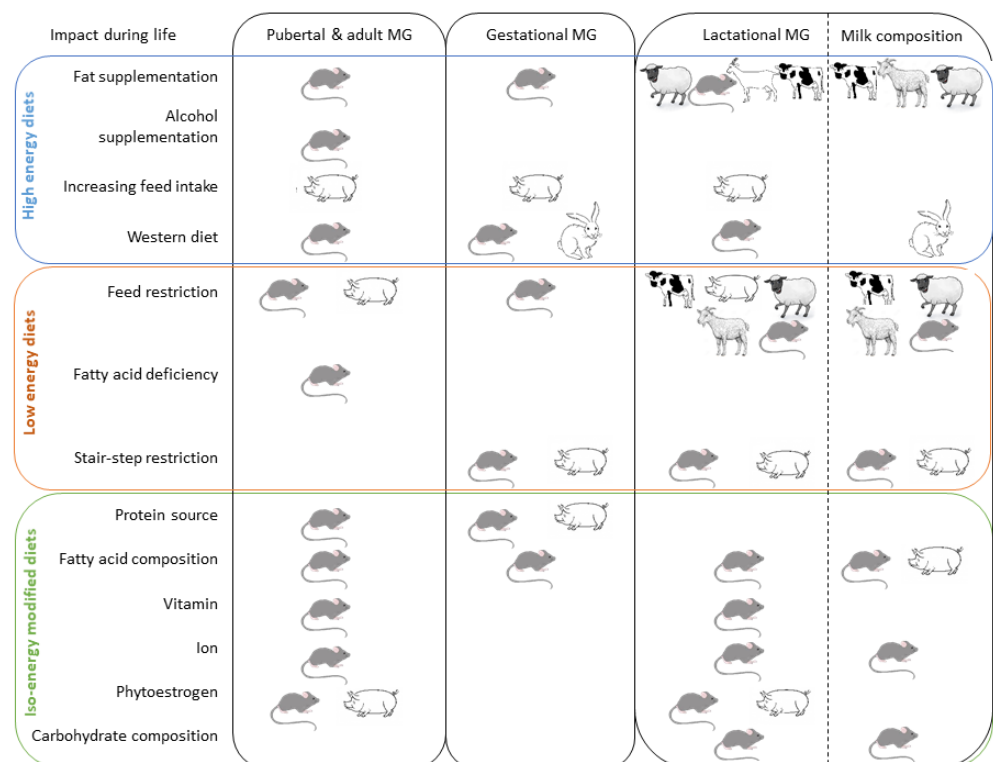 Impact during life
Pubertal & adult MG
Gestational MG
Lactational MG
Milk composition
High energy diets
Fat supplementation
Alcohol
supplementation
Increasing feed intake
Western diet
Low energy diets
Feed restriction
Fatty acid deficiency
Stair-step restriction
Iso-energy modified diets
Protein source
Fatty acid composition
Vitamin
Ion
Phytoestrogen
Carbohydrate composition